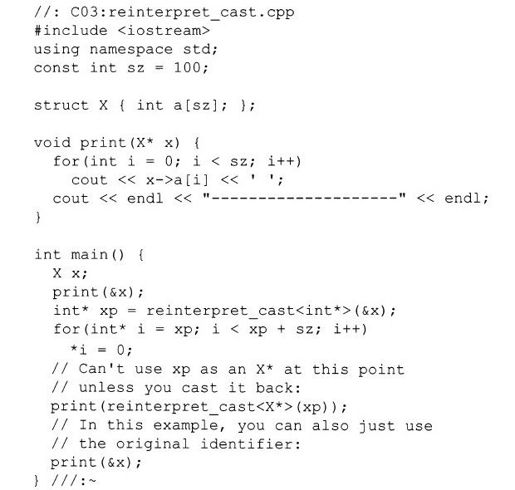 //: C03:reinterpret_cast.cpp
#include <iostream>
using namespace std;
const int sz = 100;

struct X { int a[sz]; };

void print(X* x) {
  for(int i = 0; i < sz; i++)
    cout << x->a[i] << ' ';
  cout << endl << "--------------------" << endl;
}

int main() {
  X x;
  print(&x);
  int* xp = reinterpret_cast<int*>(&x);
  for(int* i = xp; i < xp + sz; i++)
    *i = 0;
  // Can't use xp as an X* at this point
  // unless you cast it back:
  print(reinterpret_cast<X*>(xp));
  // In this example, you can also just use
  // the original identifier:
  print(&x);
} ///:~